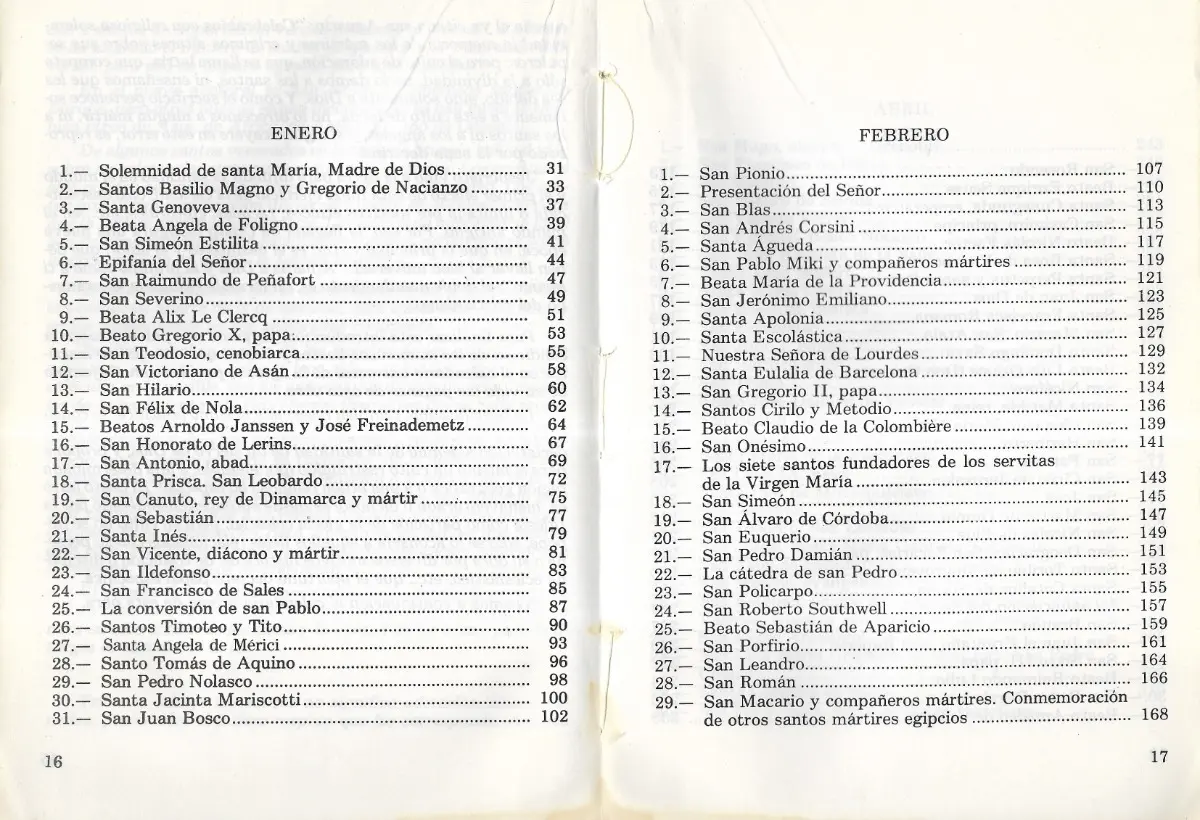 ENERO
1.— Solemnidad de santa María, Madre de Dios ................ 31
2.— Santos Basilio Magno y Gregorio de Nacianzo ............ 33
3.— Santa Genoveva ................ 37
4.— Beata Angela de Foligno ................ 39
5.— San Simeón Estilita ................ 41
6.— Epifanía del Señor ................ 44
7.— San Raimundo de Peñafort ................ 47
8.— San Severino ................ 49
9.— Beata Alix Le Clercq ................ 51
10.— Beato Gregorio X, papa ................ 53
11.— San Teodosio, cenobiarca ................ 55
12.— San Victoriano de Asán ................ 58
13.— San Hilario ................ 60
14.— San Félix de Nola ................ 62
15.— Beatos Arnoldo Janssen y José Freinademetz ............ 64
16.— San Honorato de Lerins ................ 67
17.— San Antonio, abad ................ 69
18.— Santa Prisca. San Leobardo ................ 72
19.— San Canuto, rey de Dinamarca y mártir ................ 75
20.— San Sebastián ................ 77
21.— Santa Inés ................ 79
22.— San Vicente, diácono y mártir ................ 81
23.— San Ildefonso ................ 83
24.— San Francisco de Sales ................ 85
25.— La conversión de san Pablo ................ 87
26.— Santos Timoteo y Tito ................ 90
27.— Santa Angela de Mérici ................ 93
28.— Santo Tomás de Aquino ................ 96
29.— San Pedro Nolasco ................ 98
30.— Santa Jacinta Mariscotti ................ 100
31.— San Juan Bosco ................ 102
16
FEBRERO
1.— San Pionio ................ 107
2.— Presentación del Señor ................ 110
3.— San Blas ................ 113
4.— San Andrés Corsini ................ 115
5.— Santa Águeda ................ 117
6.— San Pablo Miki y compañeros mártires ................ 119
7.— Beata María de la Providencia ................ 121
8.— San Jerónimo Emiliano ................ 123
9.— Santa Apolonia ................ 125
10.— Santa Escolástica ................ 127
11.— Nuestra Señora de Lourdes ................ 129
12.— Santa Eulalia de Barcelona ................ 132
13.— San Gregorio II, papa ................ 134
14.— Santos Cirilo y Metodio ................ 136
15.— Beato Claudio de la Colombière ................ 139
16.— San Onésimo ................ 141
17.— Los siete santos fundadores de los servitas
de la Virgen María ................ 143
18.— San Simeón ................ 145
19.— San Álvaro de Córdoba ................ 147
20.— San Euquerio ................ 149
21.— San Pedro Damián ................ 151
22.— La cátedra de san Pedro ................ 153
23.— San Policarpo ................ 155
24.— San Roberto Southwell ................ 157
25.— Beato Sebastián de Aparicio ................ 159
26.— San Porfirio ................ 161
27.— San Leandro ................ 164
28.— San Román ................ 166
29.— San Macario y compañeros mártires. Conmemoración
de otros santos mártires egipcios ................ 168
17